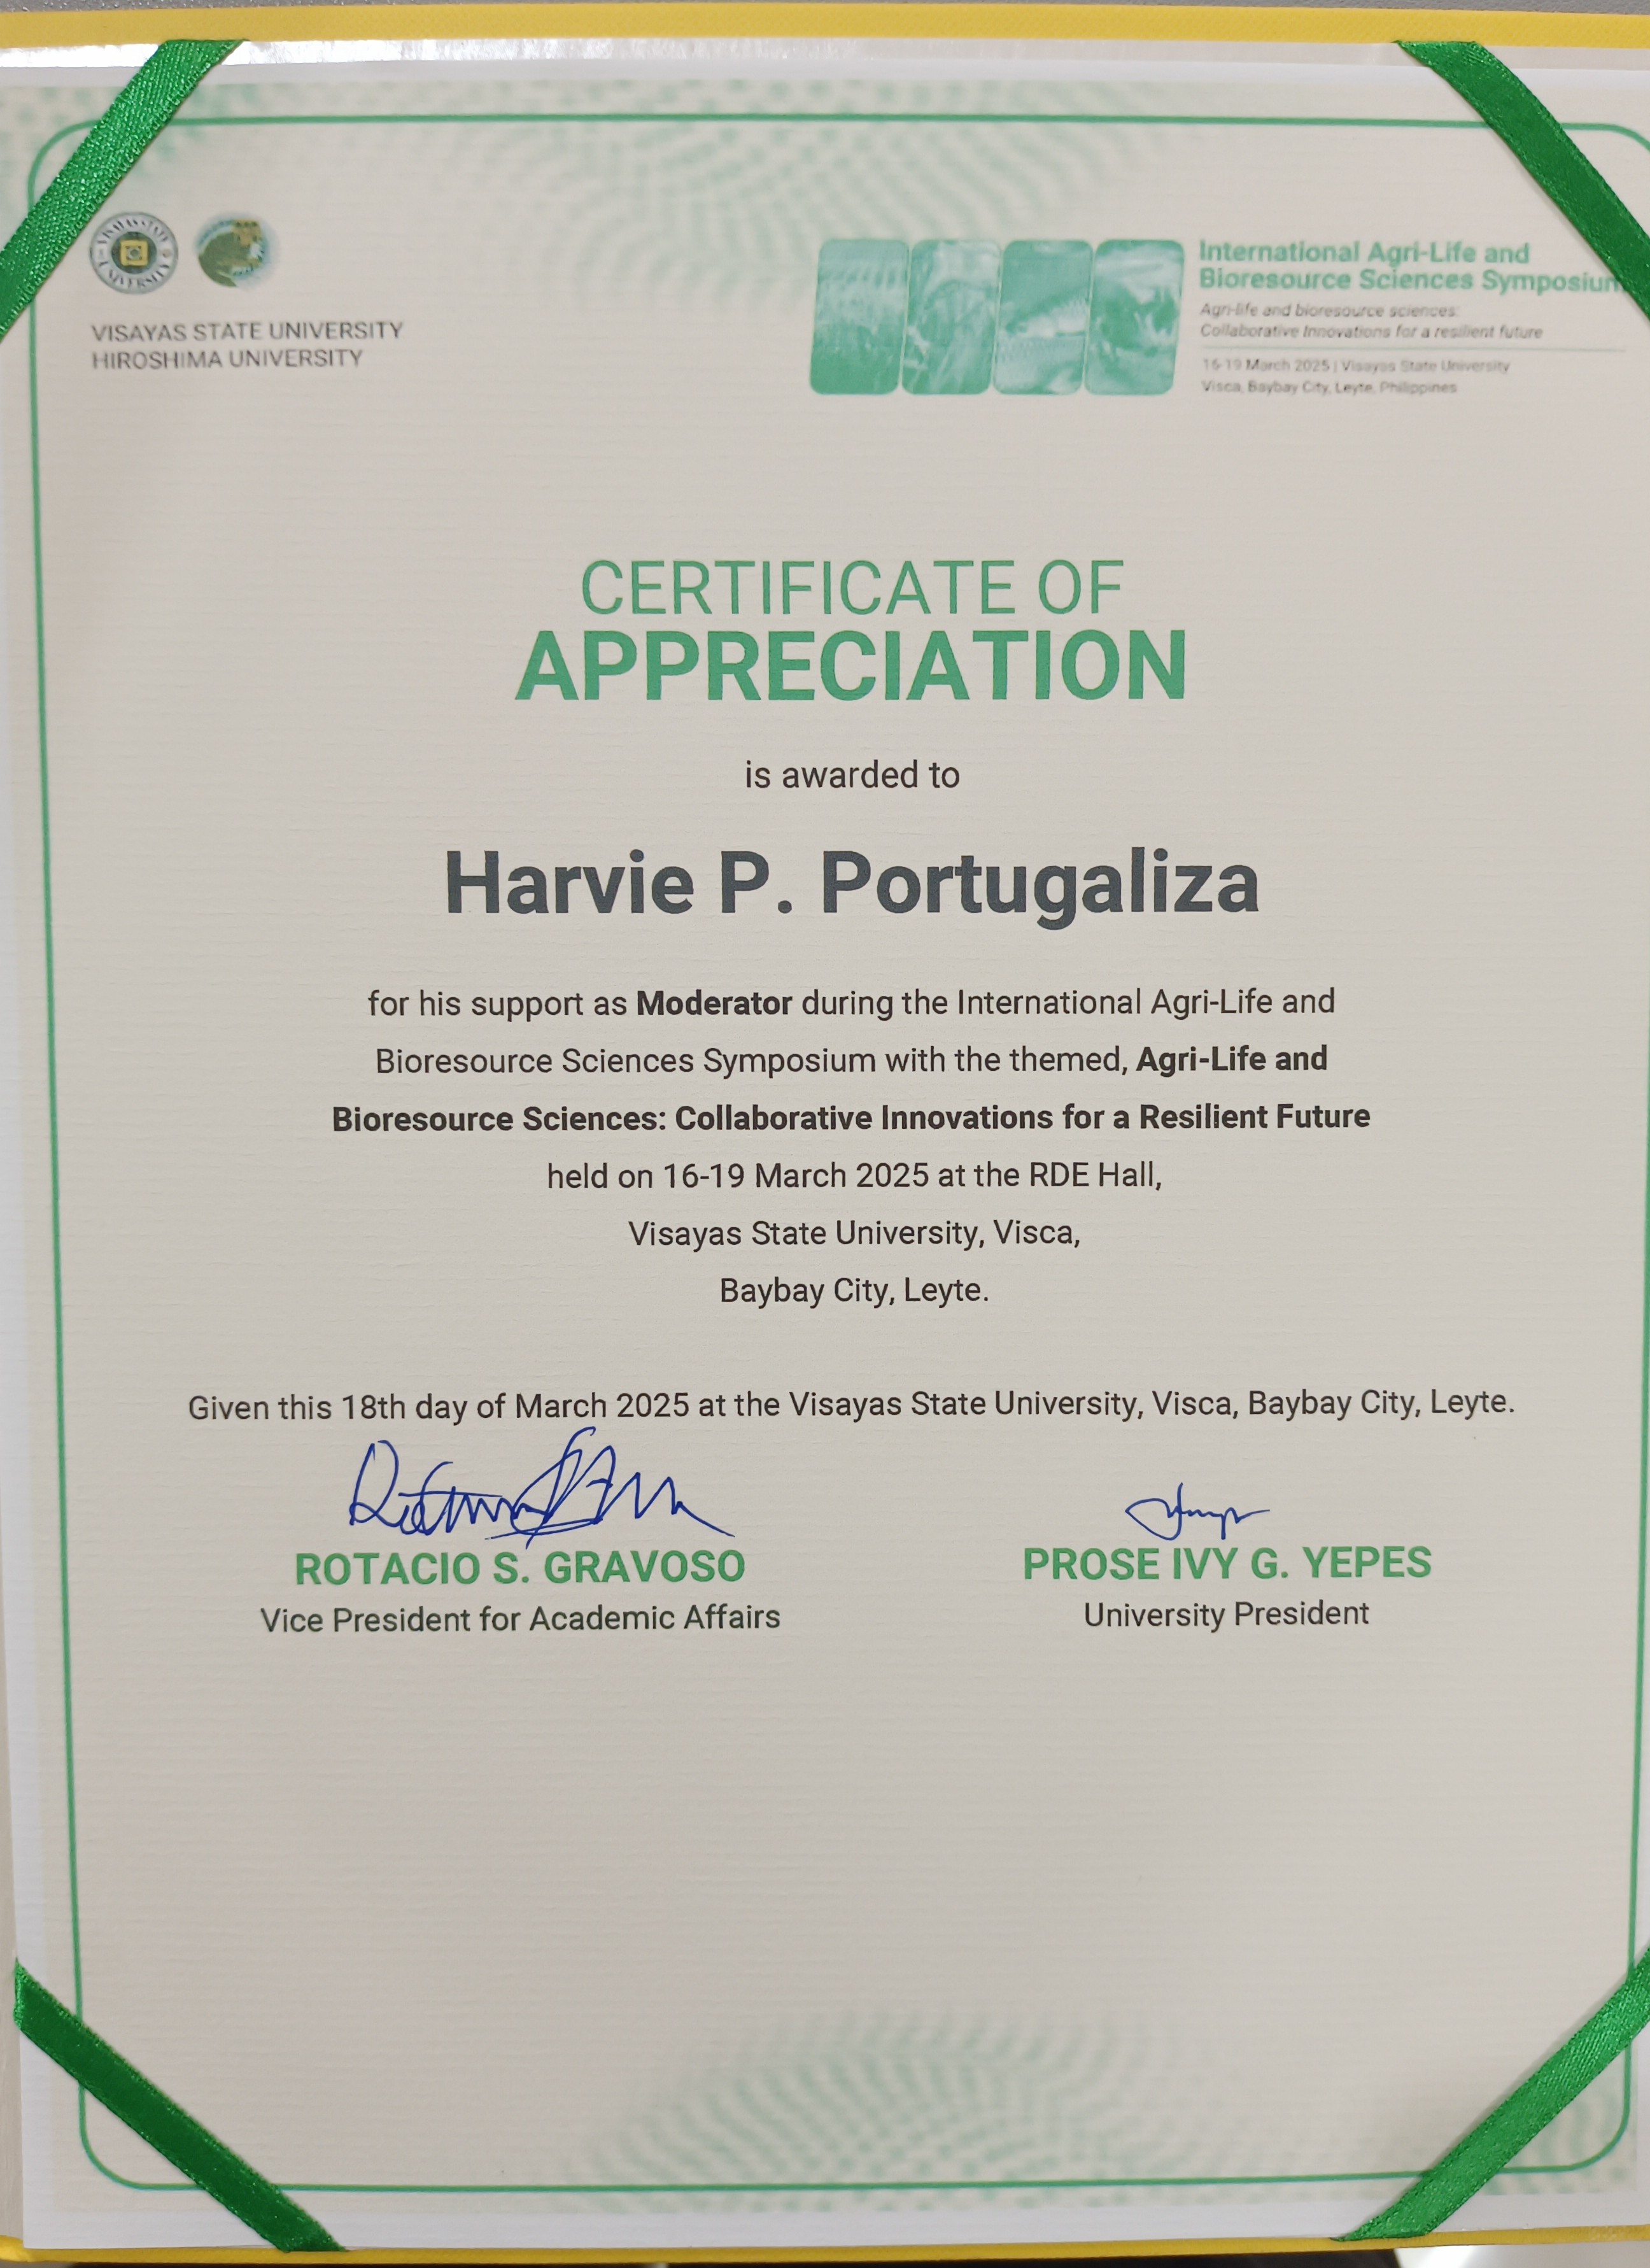 VISAYAS STATE UNIVERSITY
VISAYAS STATE UNIVERSITY
HIROSHIMA UNIVERSITY
International Agri-Life and
Bioresource Sciences Symposium
Agri-life and bioresource sciences:
Collaborative Innovations for a resilient future
16-19 March 2025 | Visayas State University
Visca, Baybay City, Leyte, Philippines
CERTIFICATE OF
APPRECIATION
is awarded to
Harvie P. Portugaliza
for his support as Moderator during the International Agri-Life and
Bioresource Sciences Symposium with the themed, Agri-Life and
Bioresource Sciences: Collaborative Innovations for a Resilient Future
held on 16-19 March 2025 at the RDE Hall,
Visayas State University, Visca,
Baybay City, Leyte.
Given this 18th day of March 2025 at the Visayas State University, Visca, Baybay City, Leyte.
ROTACIO S. GRAVOSO
Vice President for Academic Affairs
PROSE IVY G. YEPES
University President